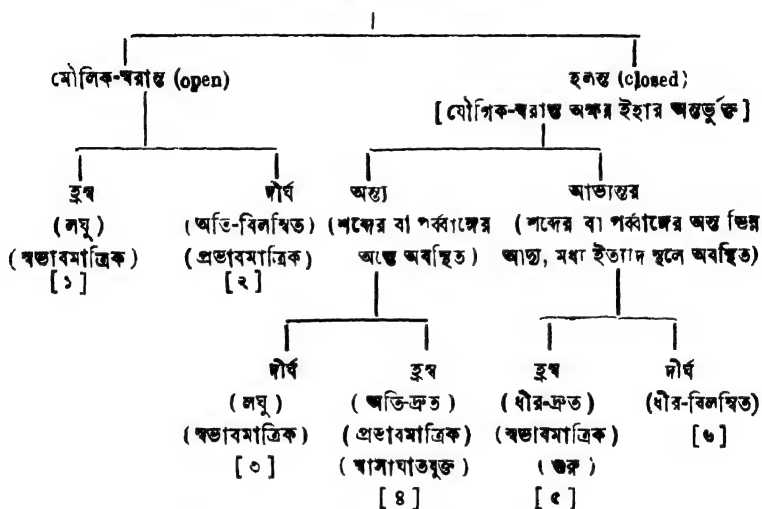 মৌলিক-স্বরান্ত (open) হলন্ত (closed)
[ যৌগিক-স্বরান্ত অক্ষর ইহার অন্তর্ভুক্ত ]
হ্রস্ব দীর্ঘ অন্ত্য আভ্যন্তর
(লঘু) (অতি-বিলম্বিত) (শব্দের বা পর্ব্বাঙ্গের (শব্দের বা পর্ব্বাঙ্গের অন্ত ভিন্ন
(স্বভাবমাত্রিক) (প্রভাবমাত্রিক) অন্তে অবস্থিত) আদ্য, মধ্য ইত্যাদি স্থলে অবস্থিত)
[ ১ ] [ ২ ]
দীর্ঘ হ্রস্ব হ্রস্ব দীর্ঘ
(লঘু) (অতি-দ্রুত) (ধীর-দ্রুত) (ধীর-বিলম্বিত)
(স্বভাবমাত্রিক) (প্রভাবমাত্রিক) (স্বভাবমাত্রিক) [ ৬ ]
[ ৩ ] (শ্বাসাঘাতযুক্ত) (গুরু)
[ ৪ ] [ ৫ ]